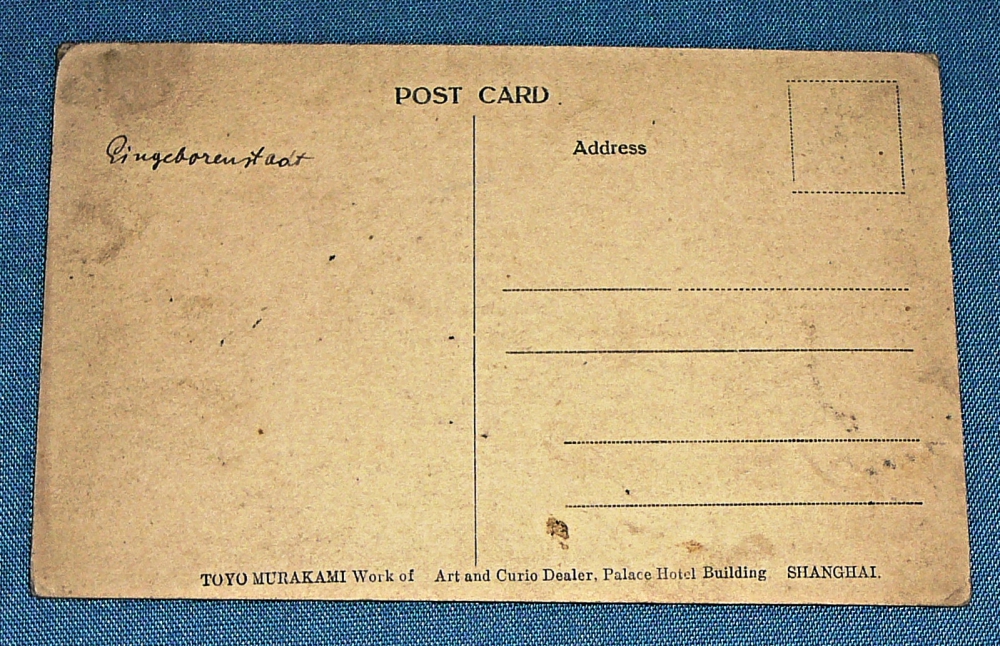 POST CARD
Eingeborenstadt
Address
TOYO MURAKAMI Work of Art and Curio Dealer, Palace Hotel Building SHANGHAI.